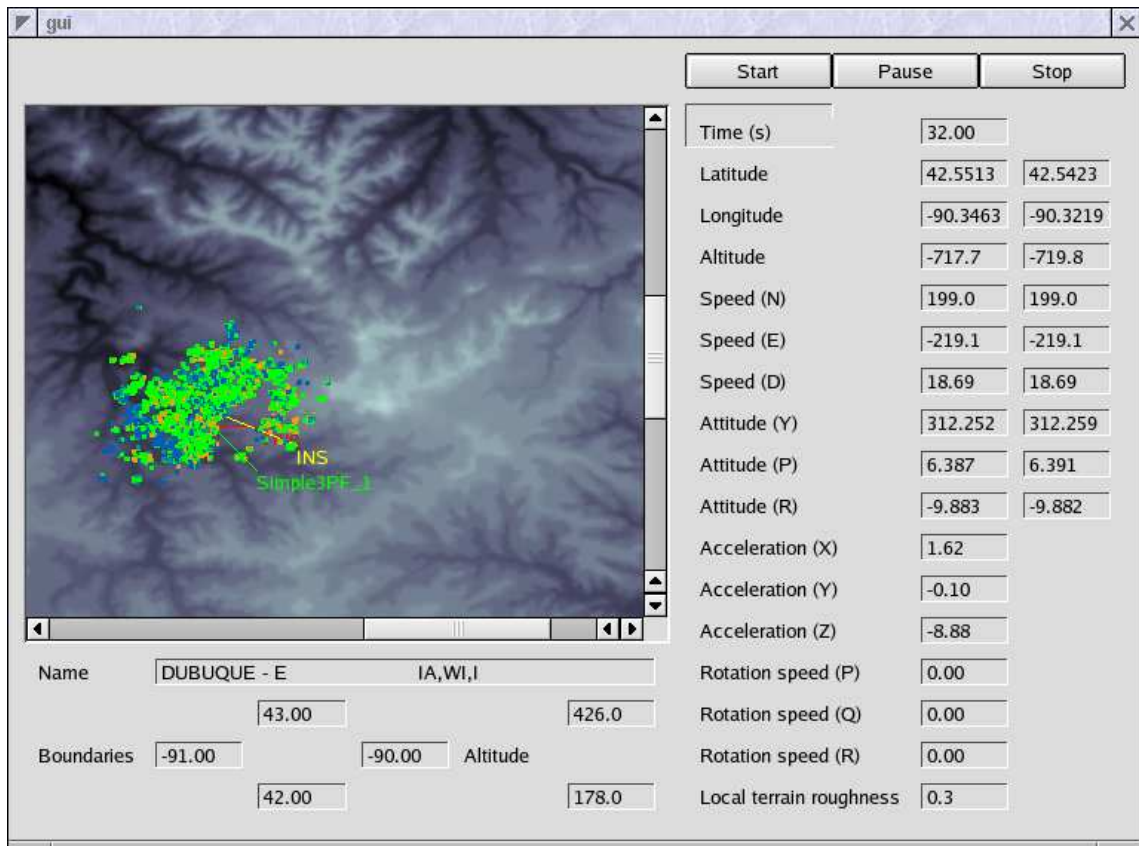 gui
Start Pause Stop
Time (s) 32.00
Latitude 42.5513 42.5423
Longitude -90.3463 -90.3219
Altitude -717.7 -719.8
Speed (N) 199.0 199.0
Speed (E) -219.1 -219.1
Speed (D) 18.69 18.69
Attitude (Y) 312.252 312.259
Attitude (P) 6.387 6.391
Attitude (R) -9.883 -9.882
Acceleration (X) 1.62
Acceleration (Y) -0.10
Acceleration (Z) -8.88
Rotation speed (P) 0.00
Rotation speed (Q) 0.00
Rotation speed (R) 0.00
Local terrain roughness 0.3
INS
Simple3PF_1
Name DUBUQUE - E IA,WI,I
43.00 426.0
Boundaries -91.00 -90.00 Altitude
42.00 178.0